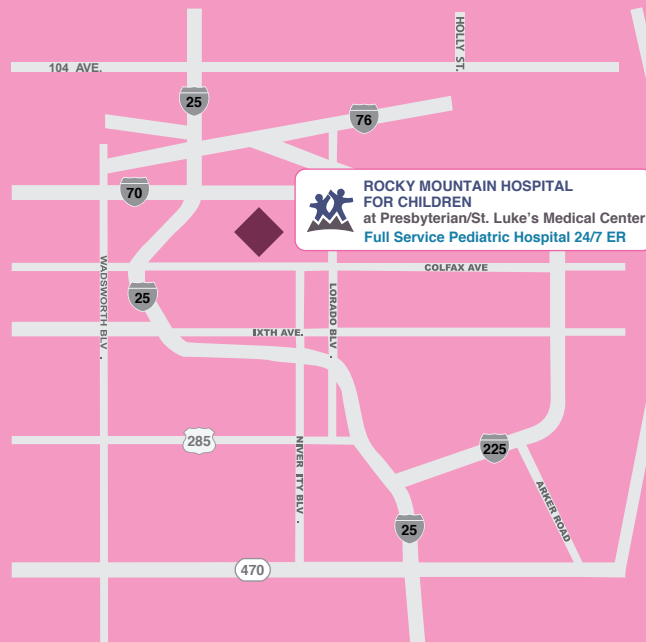 HOLLY ST.
104 AVE.
25
76
70
ROCKY MOUNTAIN HOSPITAL
FOR CHILDREN
at Presbyterian/St. Luke's Medical Center
Full Service Pediatric Hospital 24/7 ER
WADSWORTH BLV .
COLFAX AVE
25
LORADO BLV .
IXTH AVE.
285
NIVER ITY BLV .
225
ARKER ROAD
25
470